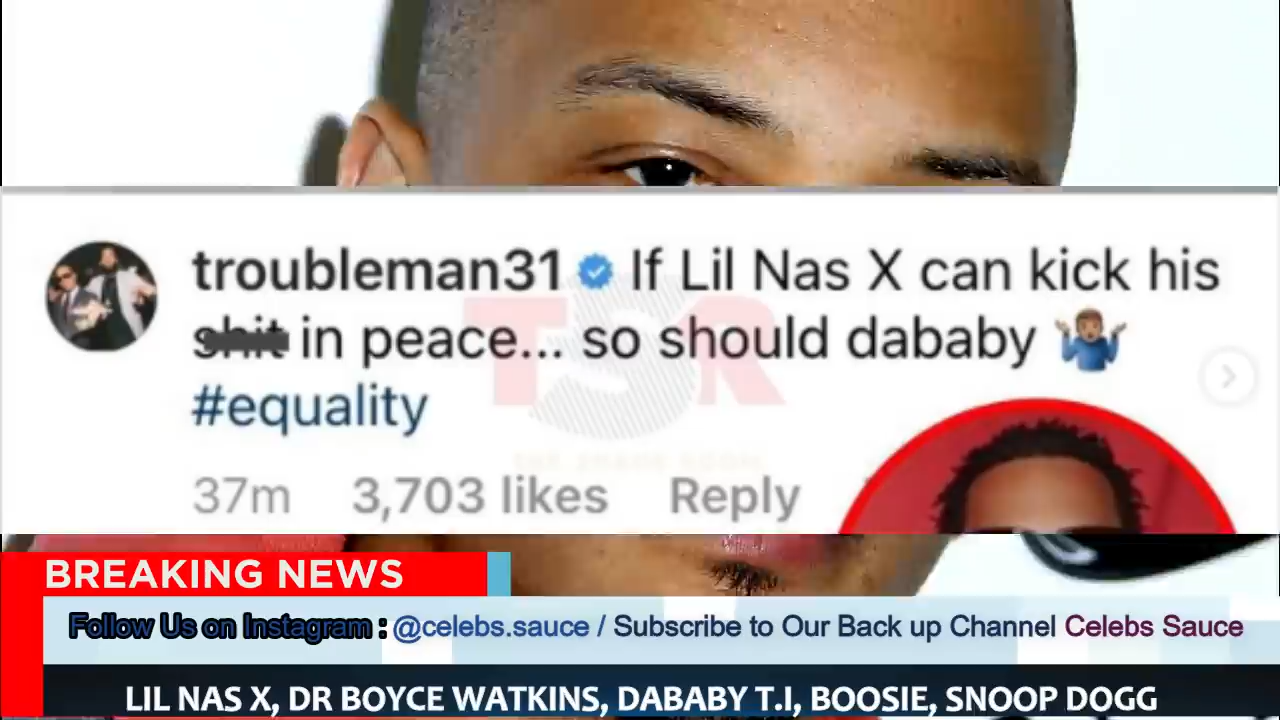 troubleman31 If Lil Nas X can kick his
shit in peace... so should dababy 🤷🏽‍♂️
#equality
TSR
37m 3,703 likes Reply
BREAKING NEWS
Follow Us on Instagram : @celebs.sauce / Subscribe to Our Back up Channel Celebs Sauce
LIL NAS X, DR BOYCE WATKINS, DABABY T.I, BOOSIE, SNOOP DOGG